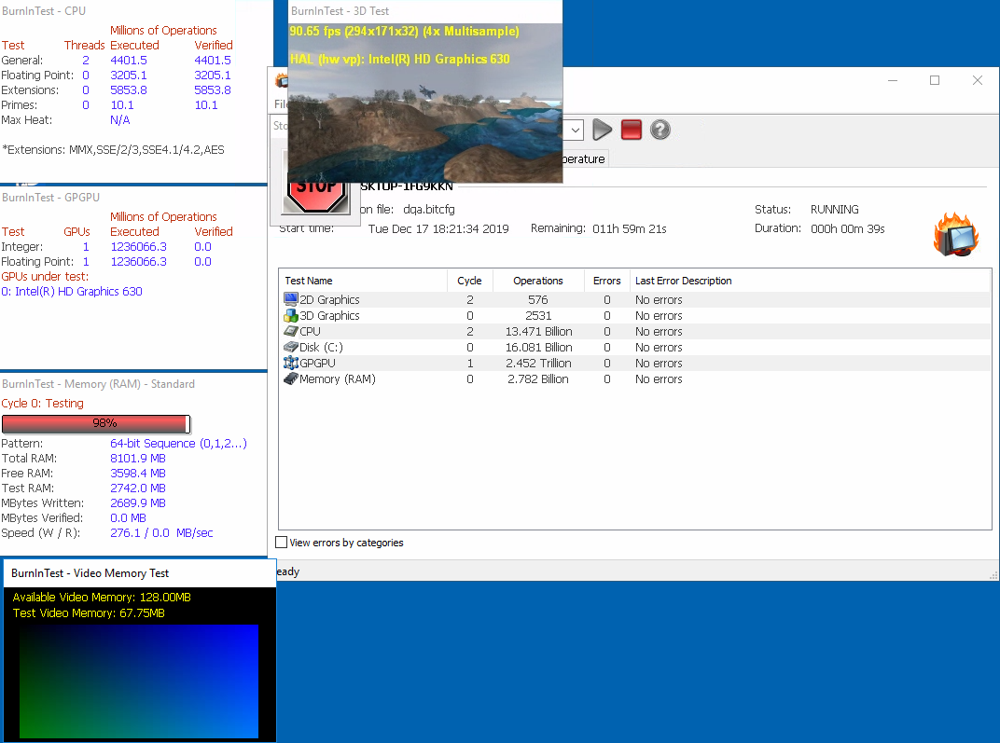 BurnInTest - CPU
Millions of Operations
Test Threads Executed Verified
General: 2 4401.5 4401.5
Floating Point: 0 3205.1 3205.1
Extensions: 0 5853.8 5853.8
Primes: 0 10.1 10.1
Max Heat: N/A
*Extensions: MMX,SSE/2/3,SSE4.1/4.2,AES
BurnInTest - GPGPU
Millions of Operations
Test GPUs Executed Verified
Integer: 1 1236066.3 0.0
Floating Point: 1 1236066.3 0.0
GPUs under test:
0: Intel(R) HD Graphics 630
BurnInTest - Memory (RAM) - Standard
Cycle 0: Testing
98%
Pattern: 64-bit Sequence (0,1,2...)
Total RAM: 8101.9 MB
Free RAM: 3598.4 MB
Test RAM: 2742.0 MB
MBytes Written: 2689.9 MB
MBytes Verified: 0.0 MB
Speed (W / R): 276.1 / 0.0 MB/sec
BurnInTest - Video Memory Test
Available Video Memory: 128.00MB
Test Video Memory: 67.75MB
BurnInTest - 3D Test
90.65 fps (294x171x32) (4x Multisample)
HAL (hw vp): Intel(R) HD Graphics 630
File
Sto
STOP
perature
SKTOP-1FG9KKN
on file: dqa.bitcfg
Status: RUNNING
Start time: Tue Dec 17 18:21:34 2019 Remaining: 011h 59m 21s
Duration: 000h 00m 39s
Test Name Cycle Operations Errors Last Error Description
2D Graphics 2 576 0 No errors
3D Graphics 0 2531 0 No errors
CPU 2 13.471 Billion 0 No errors
Disk (C:) 0 16.081 Billion 0 No errors
GPGPU 1 2.452 Trillion 0 No errors
Memory (RAM) 0 2.782 Billion 0 No errors
View errors by categories
eady